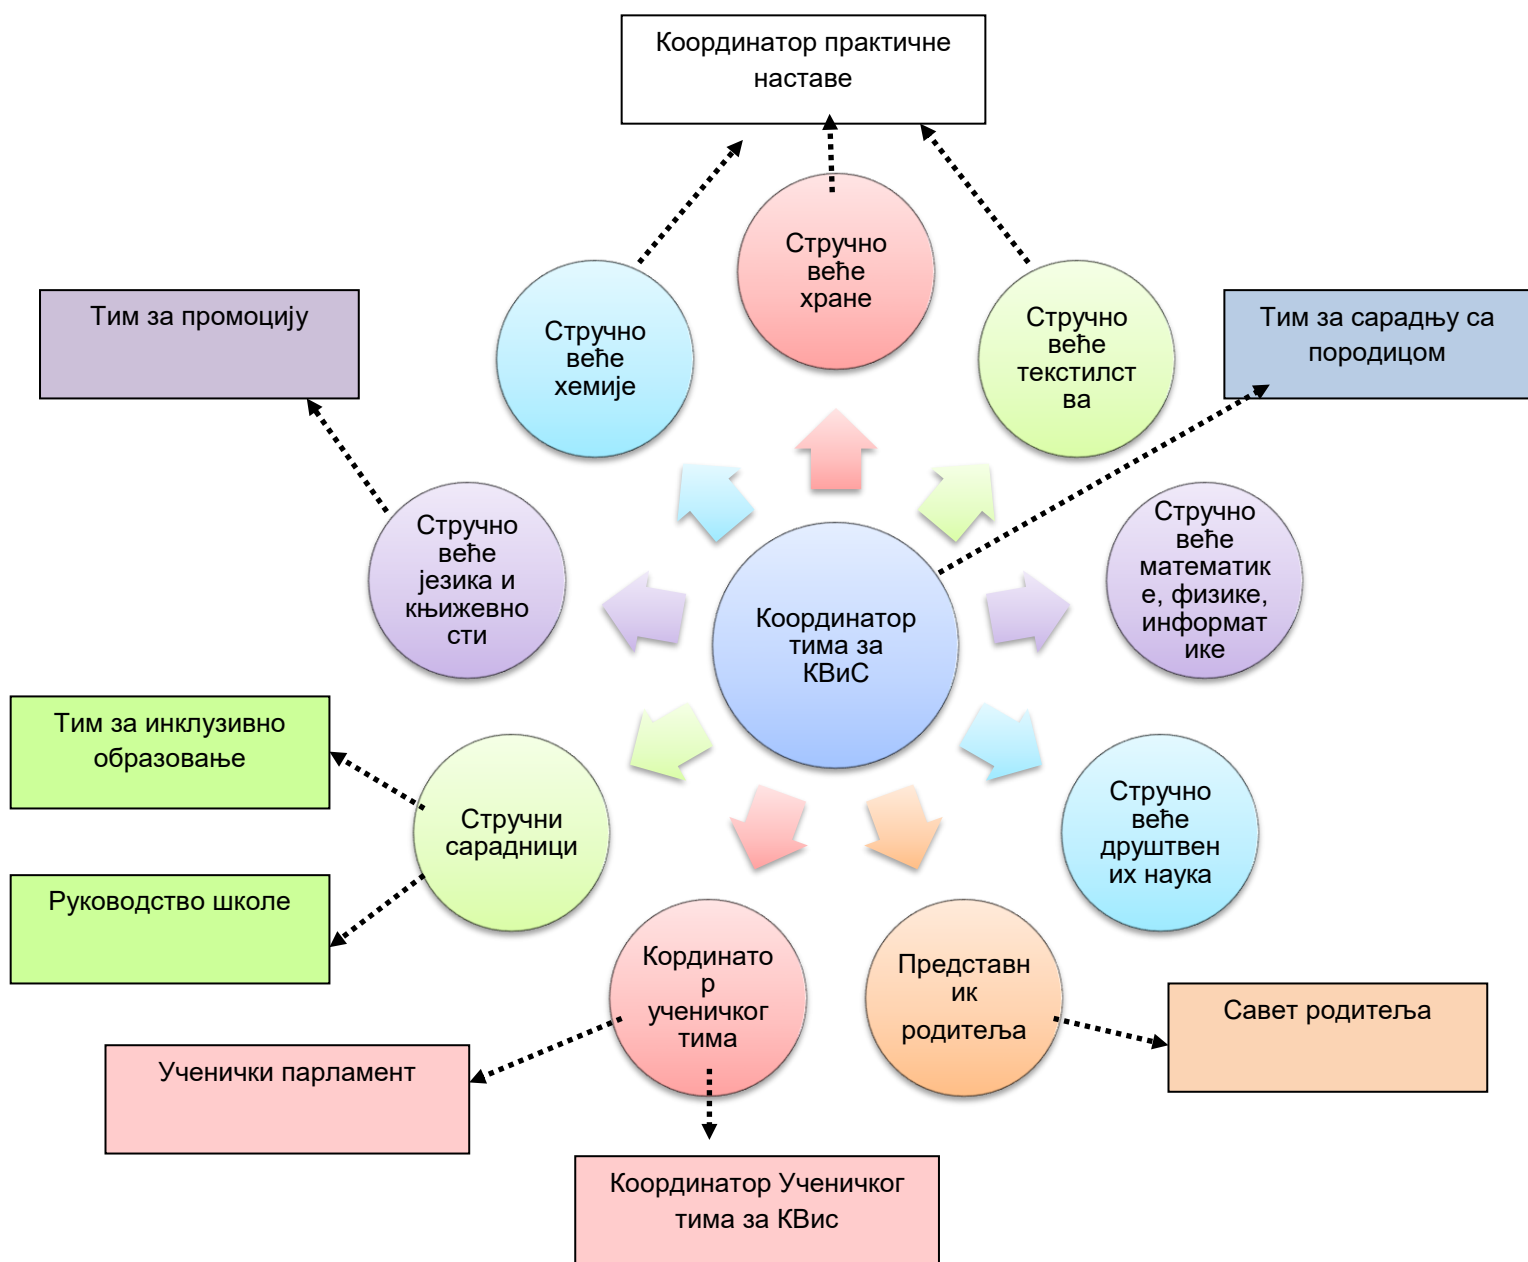 Координатор практичне
наставе
Стручно
веће
хране
Стручно
веће
хемије
Стручно
веће
текстилст
ва
Тим за промоцију
Тим за сарадњу са
породицом
Стручно
веће
језика и
књижевно
сти
Стручно
веће
математик
е, физике,
информат
ике
Координатор
тима за
КВиС
Тим за инклузивно
образовање
Стручни
сарадници
Стручно
веће
друштвен
их наука
Руководство школе
Кординато
р
ученичког
тима
Представн
ик
родитеља
Савет родитеља
Ученички парламент
Координатор Ученичког
тима за КВис